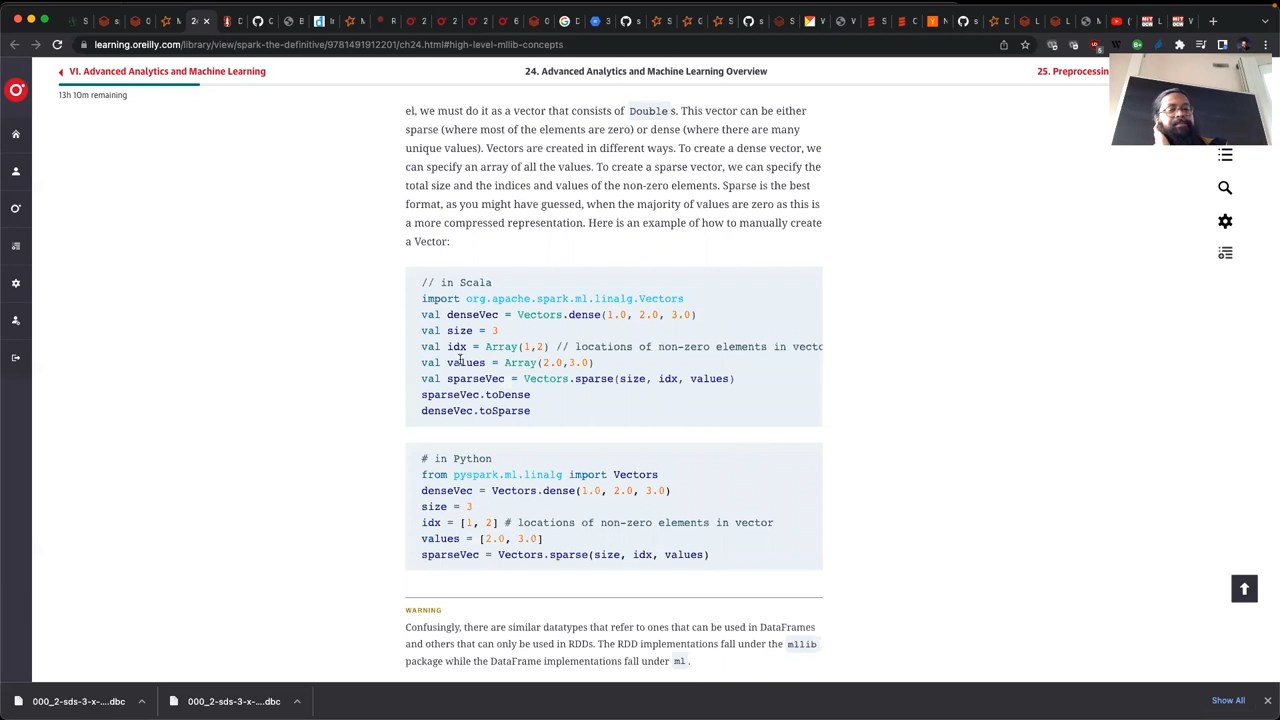 learning.oreilly.com/library/view/spark-the-definitive/9781491912201/ch24.html#high-level-mllib-concepts
VI. Advanced Analytics and Machine Learning
24. Advanced Analytics and Machine Learning Overview
25. Preprocessing
13h 10m remaining
el, we must do it as a vector that consists of Double s. This vector can be either
sparse (where most of the elements are zero) or dense (where there are many
unique values). Vectors are created in different ways. To create a dense vector, we
can specify an array of all the values. To create a sparse vector, we can specify the
total size and the indices and values of the non-zero elements. Sparse is the best
format, as you might have guessed, when the majority of values are zero as this is
a more compressed representation. Here is an example of how to manually create
a Vector:
// in Scala
import org.apache.spark.ml.linalg.Vectors
val denseVec = Vectors.dense(1.0, 2.0, 3.0)
val size = 3
val idx = Array(1,2) // locations of non-zero elements in vecto
val values = Array(2.0,3.0)
val sparseVec = Vectors.sparse(size, idx, values)
sparseVec.toDense
denseVec.toSparse
# in Python
from pyspark.ml.linalg import Vectors
denseVec = Vectors.dense(1.0, 2.0, 3.0)
size = 3
idx = [1, 2] # locations of non-zero elements in vector
values = [2.0, 3.0]
sparseVec = Vectors.sparse(size, idx, values)
WARNING
Confusingly, there are similar datatypes that refer to ones that can be used in DataFrames
and others that can only be used in RDDs. The RDD implementations fall under the mllib
package while the DataFrame implementations fall under ml.
000_2-sds-3-x-....dbc
000_2-sds-3-x-....dbc
Show All